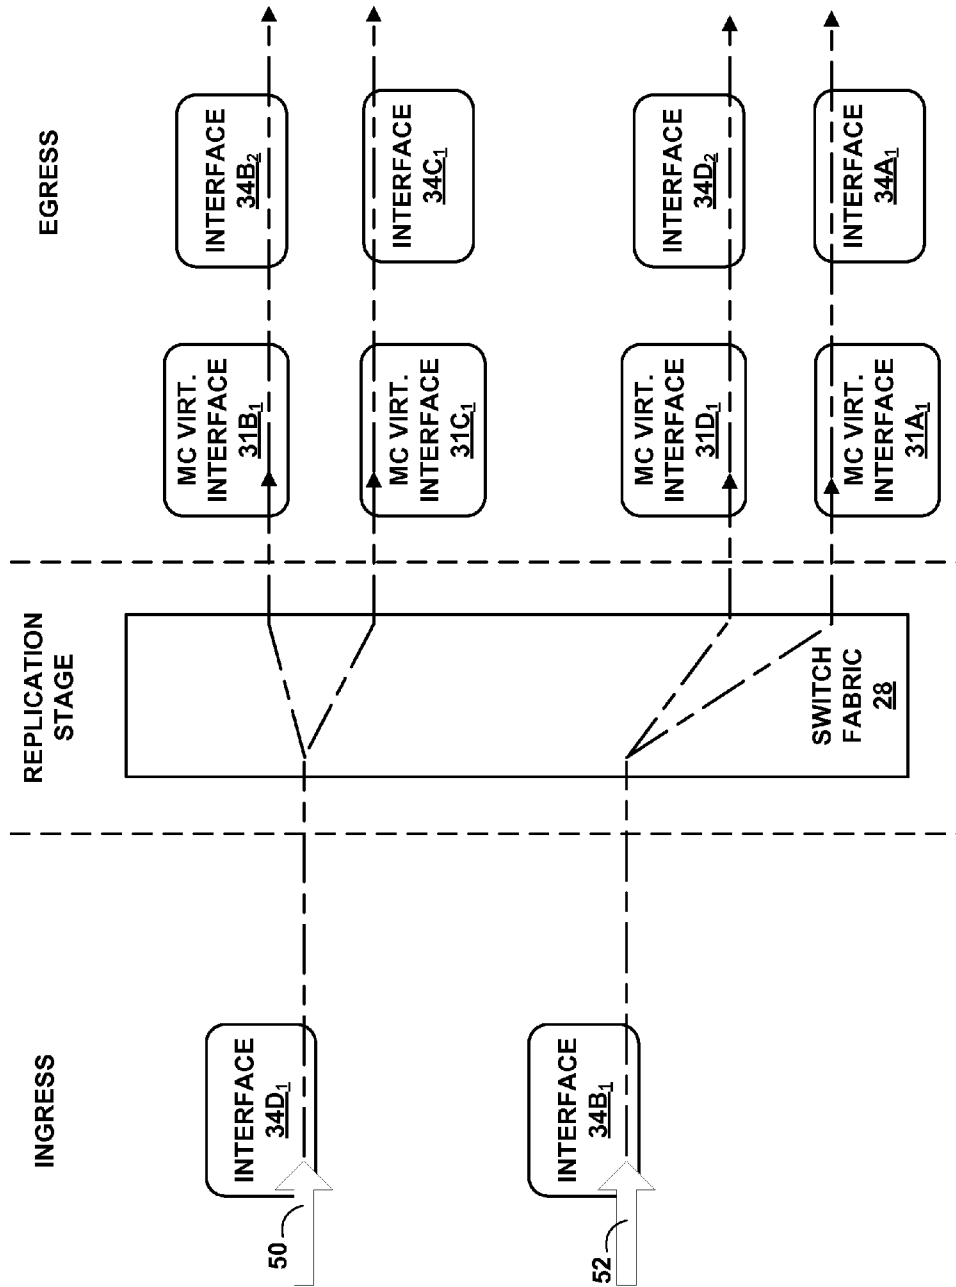 INGRESS
REPLICATION
STAGE
EGRESS
50
INTERFACE
34D1
52
INTERFACE
34B1
SWITCH
FABRIC
28
MC VIRT.
INTERFACE
31B1
INTERFACE
34B2
MC VIRT.
INTERFACE
31C1
INTERFACE
34C1
MC VIRT.
INTERFACE
31D1
INTERFACE
34D2
MC VIRT.
INTERFACE
31A1
INTERFACE
34A1